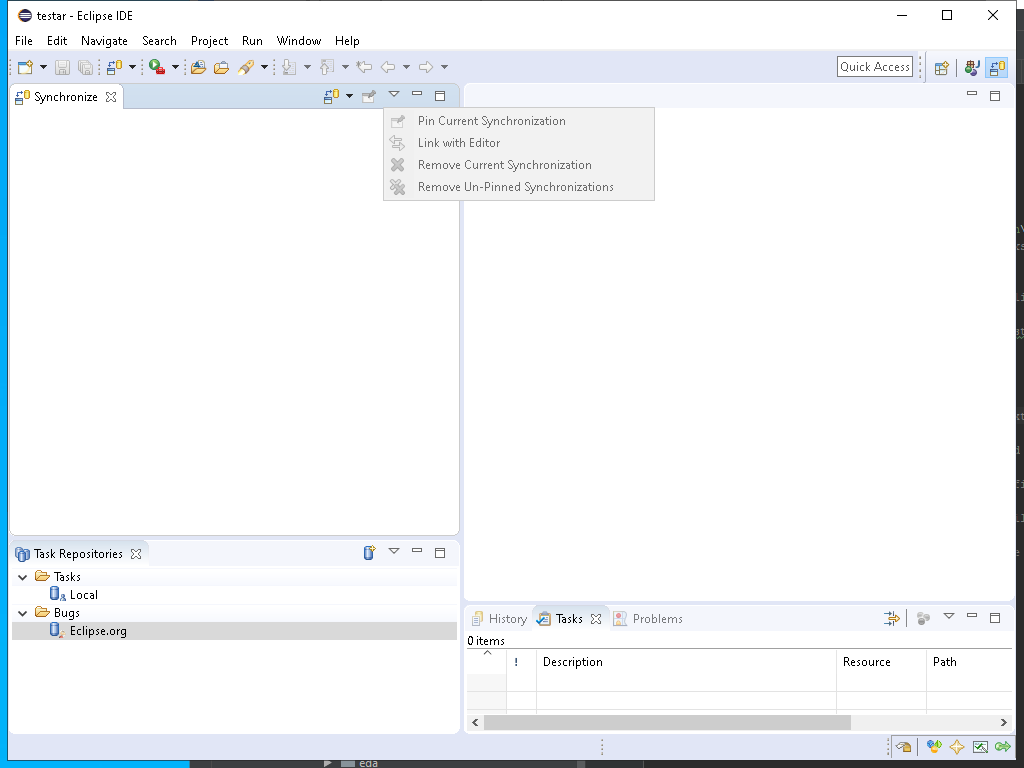 testar - Eclipse IDE
File Edit Navigate Search Project Run Window Help
Quick Access
Synchronize
Pin Current Synchronization
Link with Editor
Remove Current Synchronization
Remove Un-Pinned Synchronizations
Task Repositories
Tasks
Local
Bugs
Eclipse.org
History Tasks Problems
0 items
! Description Resource Path
eda